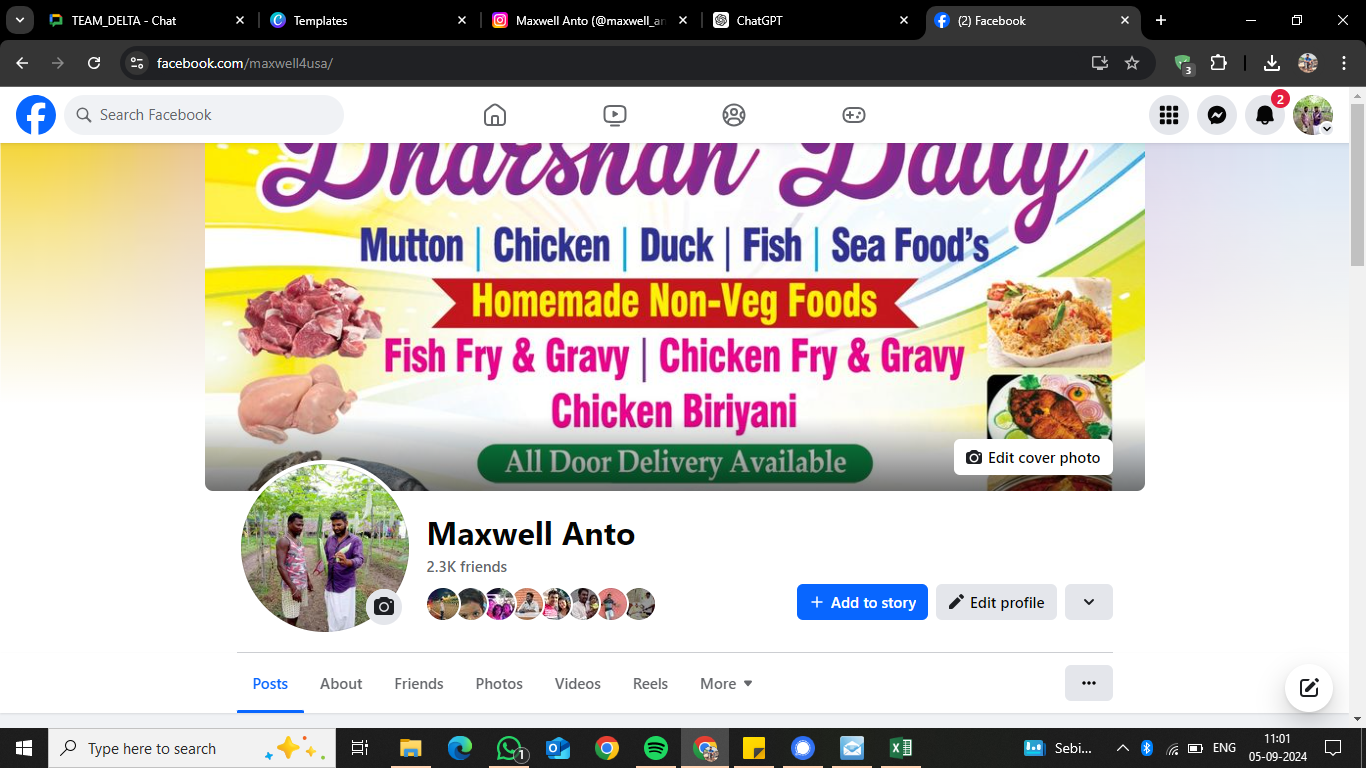 TEAM_DELTA - Chat
Templates
Maxwell Anto (@maxwell_an
ChatGPT
(2) Facebook
facebook.com/maxwell4usa/
3
Search Facebook
2
Dharshan Daily
Mutton | Chicken | Duck | Fish | Sea Food's
Homemade Non-Veg Foods
Fish Fry & Gravy | Chicken Fry & Gravy
Chicken Biriyani
All Door Delivery Available
Edit cover photo
Maxwell Anto
2.3K friends
+ Add to story
Edit profile
Posts
About
Friends
Photos
Videos
Reels
More
Type here to search
1
Sebi...
ENG
11:01
05-09-2024